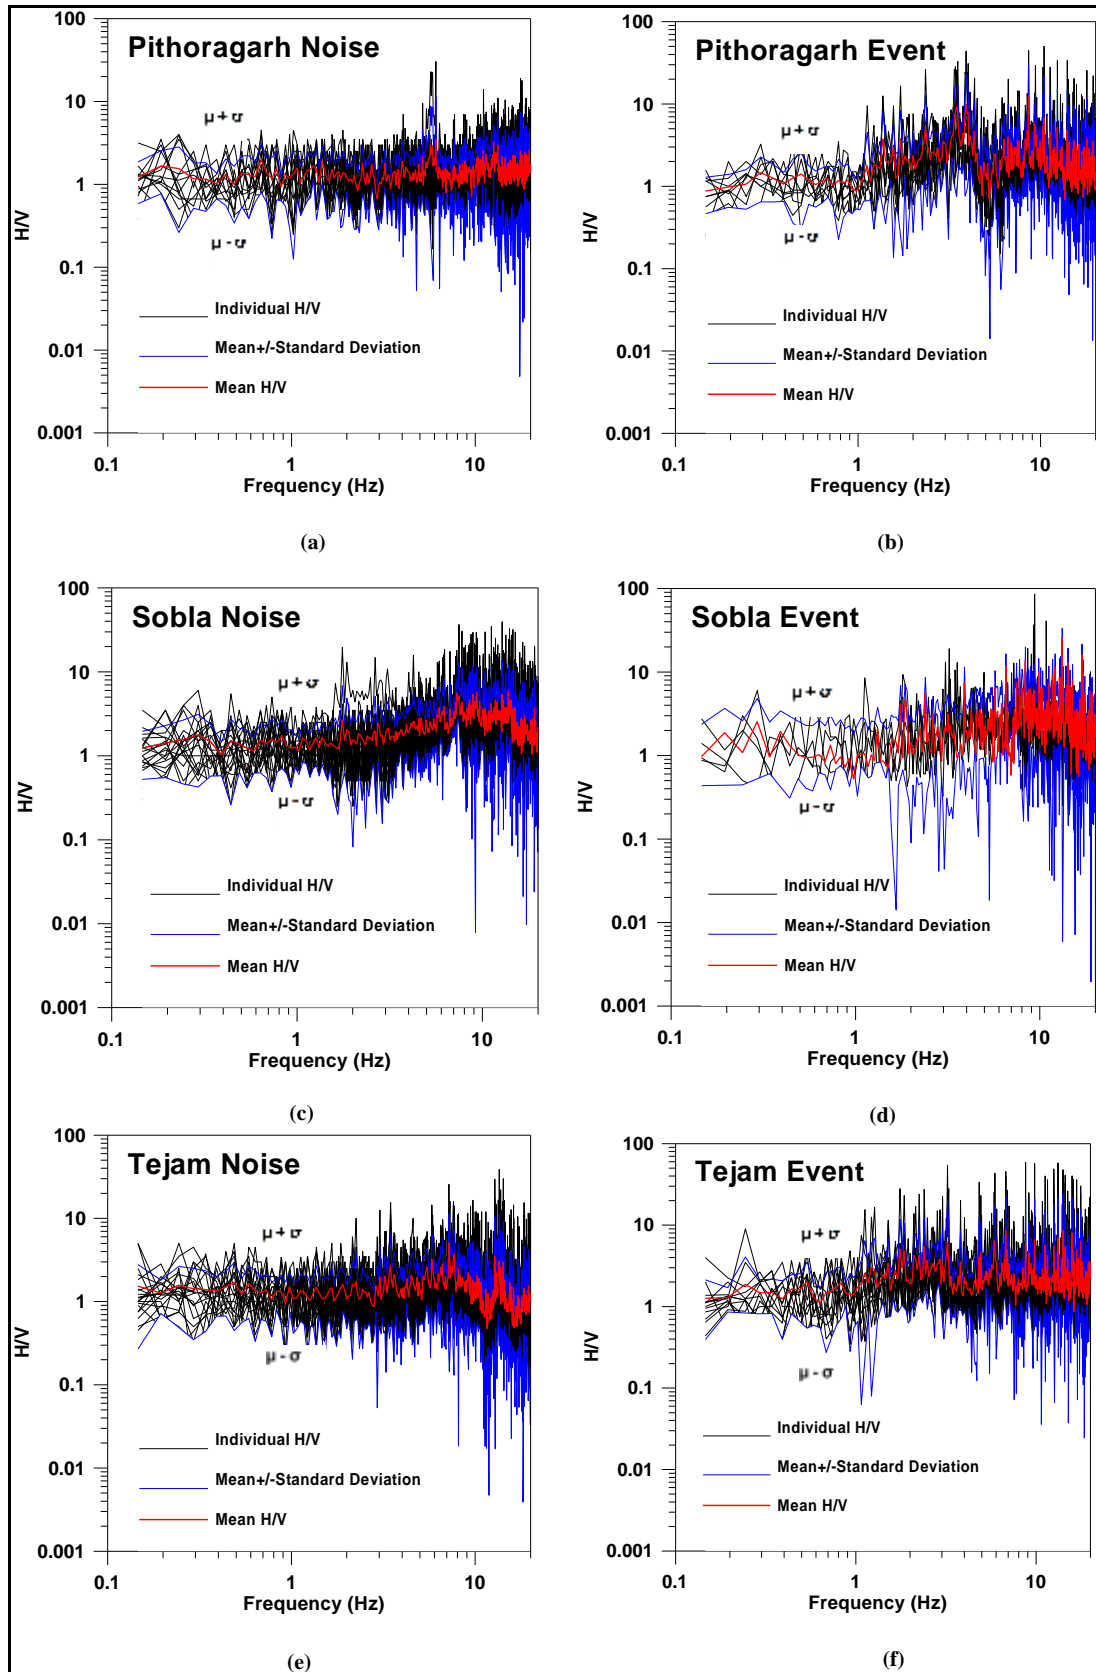 Pithoragarh Noise
100
10
1
0.1
0.01
0.001
H/V
μ + σ
μ - σ
Individual H/V
Mean+/-Standard Deviation
Mean H/V
0.1 1 10
Frequency (Hz)
(a)
Pithoragarh Event
100
10
1
0.1
0.01
0.001
H/V
μ + σ
μ - σ
Individual H/V
Mean+/-Standard Deviation
Mean H/V
0.1 1 10
Frequency (Hz)
(b)
Sobla Noise
100
10
1
0.1
0.01
0.001
H/V
μ + σ
μ - σ
Individual H/V
Mean+/-Standard Deviation
Mean H/V
0.1 1 10
Frequency (Hz)
(c)
Sobla Event
100
10
1
0.1
0.01
0.001
H/V
μ + σ
μ - σ
Individual H/V
Mean+/-Standard Deviation
Mean H/V
0.1 1 10
Frequency (Hz)
(d)
Tejam Noise
100
10
1
0.1
0.01
0.001
H/V
μ + σ
μ - σ
Individual H/V
Mean+/-Standard Deviation
Mean H/V
0.1 1 10
Frequency (Hz)
(e)
Tejam Event
100
10
1
0.1
0.01
0.001
H/V
μ + σ
μ - σ
Individual H/V
Mean+/-Standard Deviation
Mean H/V
0.1 1 10
Frequency (Hz)
(f)